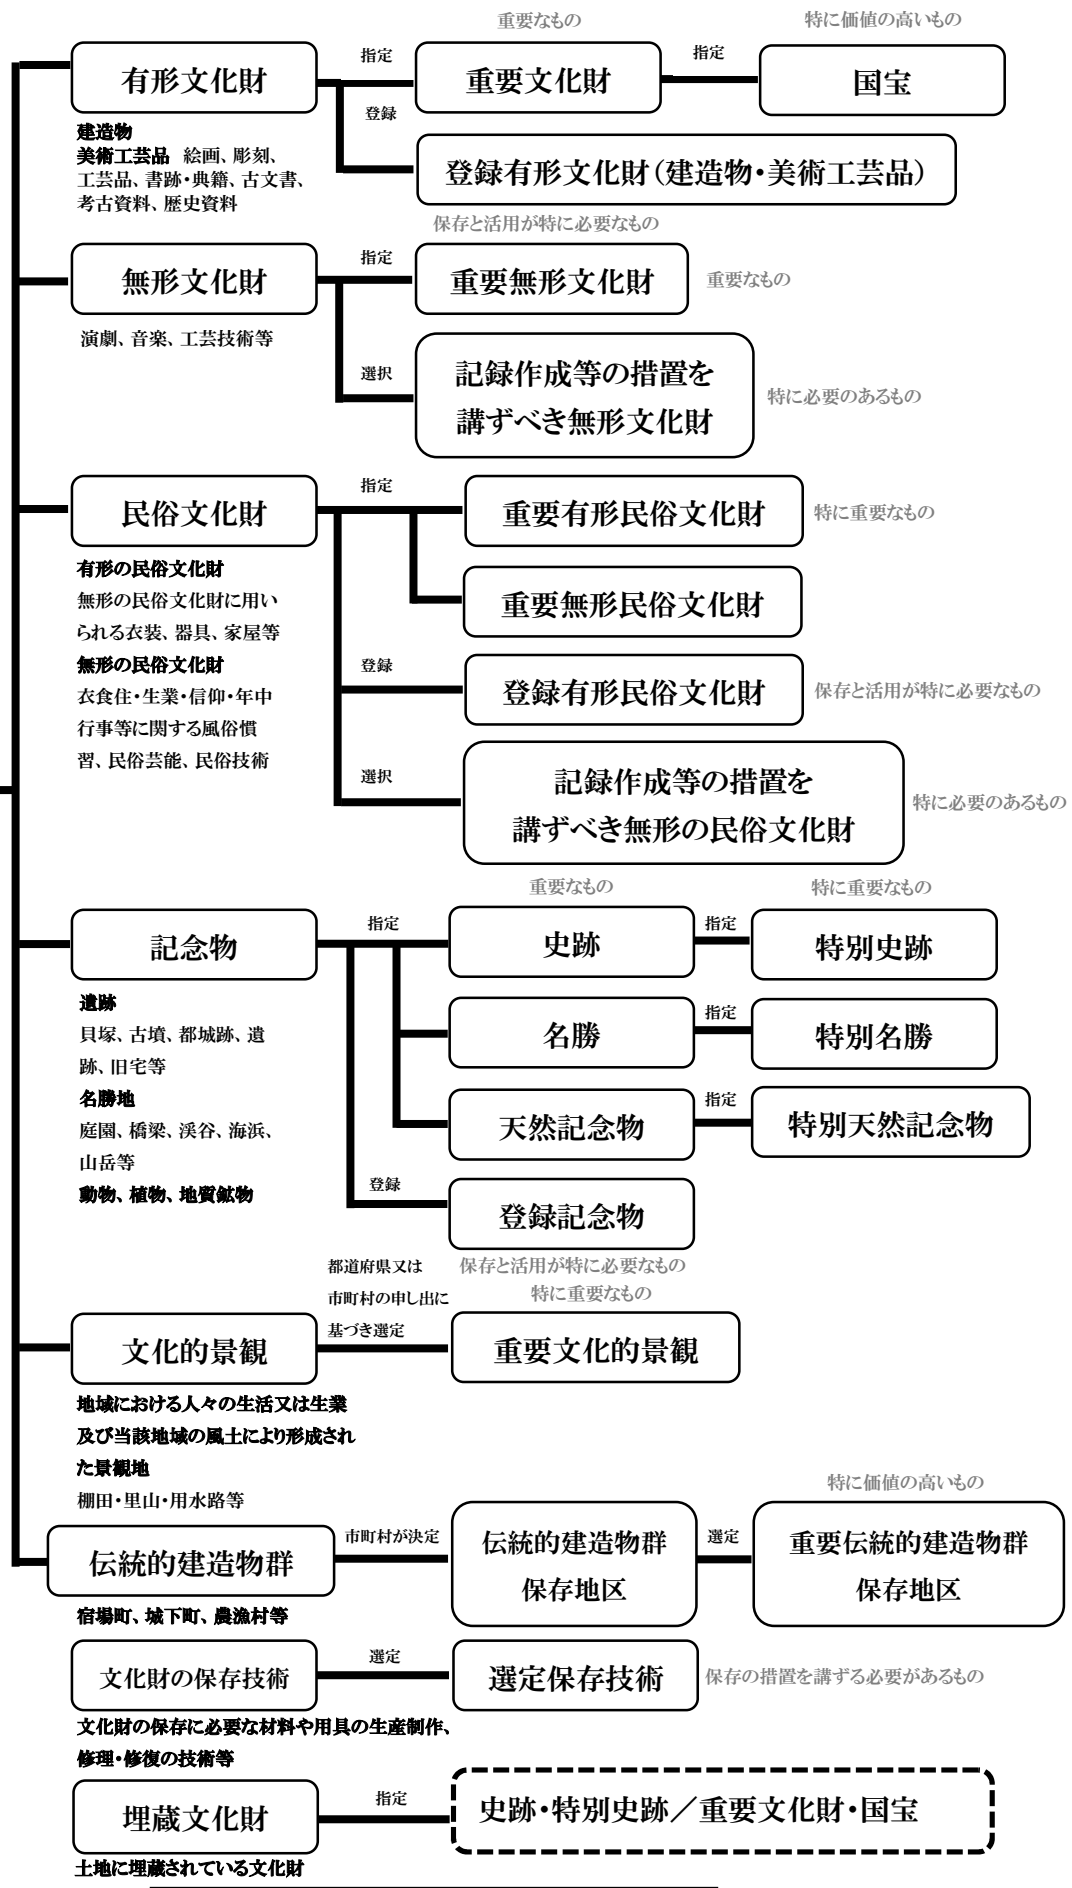 重要なもの
特に価値の高いもの
指定
指定
有形文化財
重要文化財
国宝
登録
建造物
美術工芸品 絵画、彫刻、
工芸品、書跡・典籍、古文書、
考古資料、歴史資料
登録有形文化財(建造物・美術工芸品)
保存と活用が特に必要なもの
指定
無形文化財
重要無形文化財
重要なもの
演劇、音楽、工芸技術等
選択
記録作成等の措置を
講ずべき無形文化財
特に必要のあるもの
指定
民俗文化財
重要有形民俗文化財
特に重要なもの
有形の民俗文化財
無形の民俗文化財に用い
られる衣装、器具、家屋等
無形の民俗文化財
衣食住・生業・信仰・年中
行事等に関する風俗慣
習、民俗芸能、民俗技術
重要無形民俗文化財
登録
登録有形民俗文化財
保存と活用が特に必要なもの
選択
記録作成等の措置を
講ずべき無形の民俗文化財
特に必要のあるもの
重要なもの
特に重要なもの
指定
指定
記念物
史跡
特別史跡
遺跡
貝塚、古墳、都城跡、遺
跡、旧宅等
名勝地
庭園、橋梁、渓谷、海浜、
山岳等
動物、植物、地質鉱物
指定
名勝
特別名勝
指定
天然記念物
特別天然記念物
登録
登録記念物
都道府県又は
市町村の申し出に
基づき選定
保存と活用が特に必要なもの
特に重要なもの
文化的景観
重要文化的景観
地域における人々の生活又は生業
及び当該地域の風土により形成され
た景観地
棚田・里山・用水路等
特に価値の高いもの
市町村が決定
選定
伝統的建造物群
伝統的建造物群
保存地区
重要伝統的建造物群
保存地区
宿場町、城下町、農漁村等
選定
文化財の保存技術
選定保存技術
保存の措置を講ずる必要があるもの
文化財の保存に必要な材料や用具の生産制作、
修理・修復の技術等
指定
埋蔵文化財
史跡・特別史跡/重要文化財・国宝
土地に埋蔵されている文化財